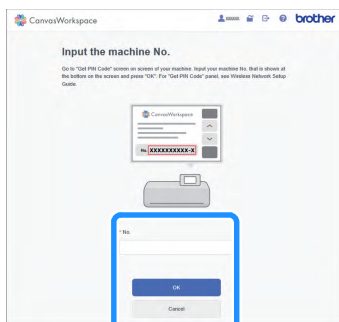 CanvasWorkspace
brother
Input the machine No.
Go to "Get PIN Code" screen on screen of your machine. Input your machine No. that is shown at
the bottom on the screen and press "OK". For "Get PIN Code" panel, see Wireless Network Setup
Guide.
CanvasWorkspace
No. XXXXXXXXXX-X
* No.
OK
Cancel